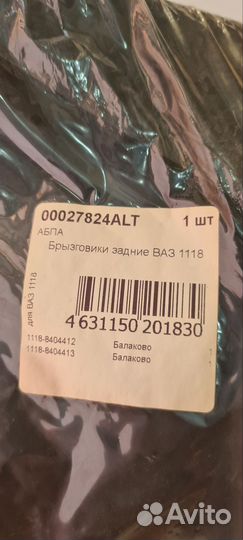 00027824ALT 1 шт
АБПА
Брызговики задние ВАЗ 1118
для ВАЗ 1118
4 631150 201830
1118-8404412 Балаково
1118-8404413 Балаково
Avito